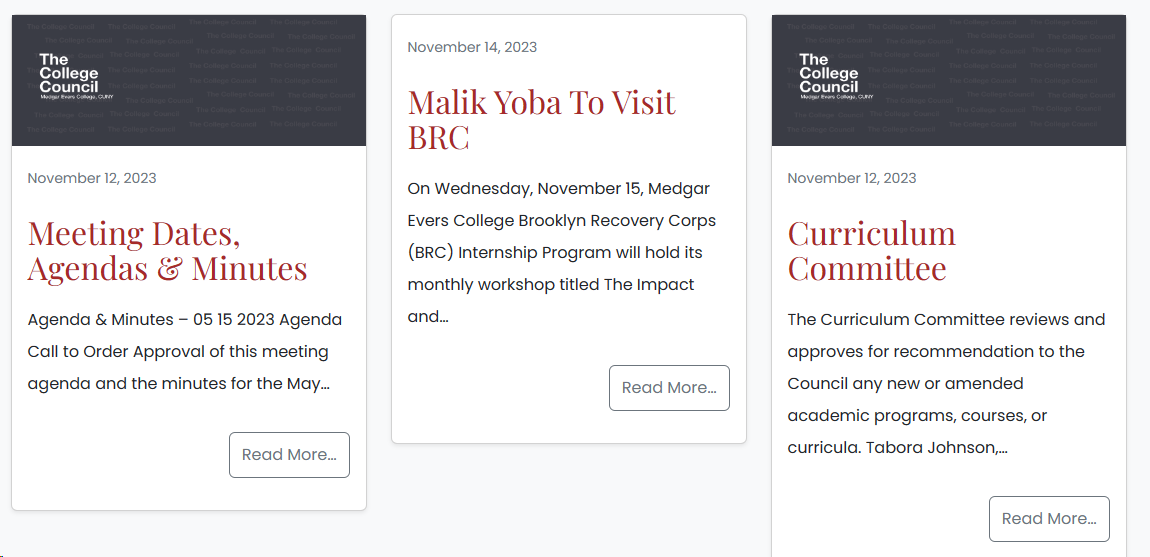 The
College
Council
Medgar Evers College, CUNY
November 12, 2023
Meeting Dates,
Agendas & Minutes
Agenda & Minutes – 05 15 2023 Agenda
Call to Order Approval of this meeting
agenda and the minutes for the May...
Read More...
November 14, 2023
Malik Yoba To Visit
BRC
On Wednesday, November 15, Medgar
Evers College Brooklyn Recovery Corps
(BRC) Internship Program will hold its
monthly workshop titled The Impact
and...
Read More...
The
College
Council
Medgar Evers College, CUNY
November 12, 2023
Curriculum
Committee
The Curriculum Committee reviews and
approves for recommendation to the
Council any new or amended
academic programs, courses, or
curricula. Tabora Johnson,...
Read More...